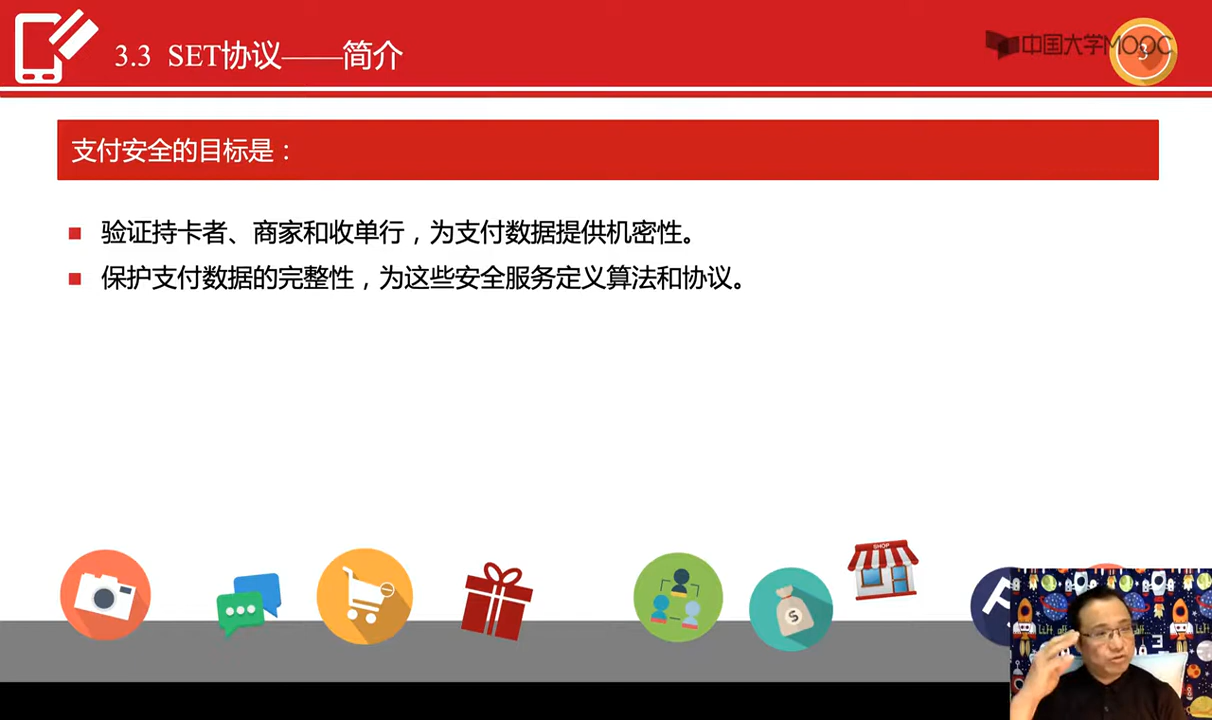 3.3 SET协议——简介
中国大学MOOC
3
支付安全的目标是：
验证持卡者、商家和收单行，为支付数据提供机密性。
保护支付数据的完整性，为这些安全服务定义算法和协议。
SHOP
$